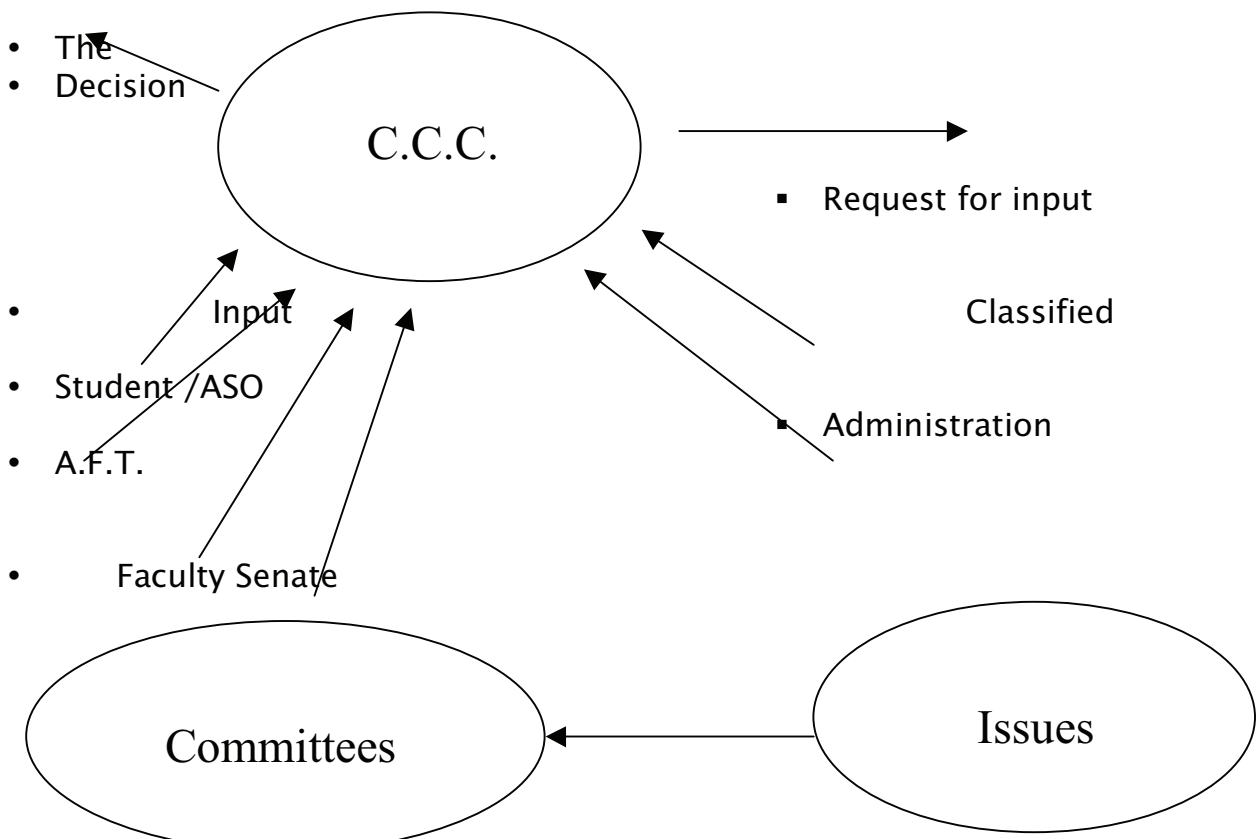 • The
• Decision
C.C.C.
▪ Request for input
• Input
Classified
• Student /ASO
▪ Administration
• A.F.T.
• Faculty Senate
Committees
Issues